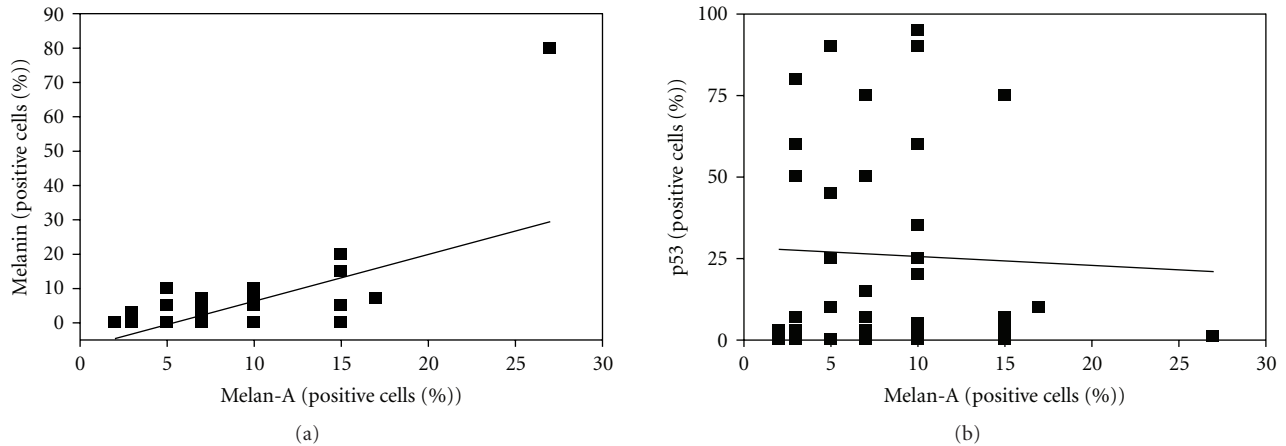 90
80
70
60
50
40
30
20
10
0
Melanin (positive cells (%))
0 5 10 15 20 25 30
Melan-A (positive cells (%))
(a)
100
75
50
25
0
p53 (positive cells (%))
0 5 10 15 20 25 30
Melan-A (positive cells (%))
(b)